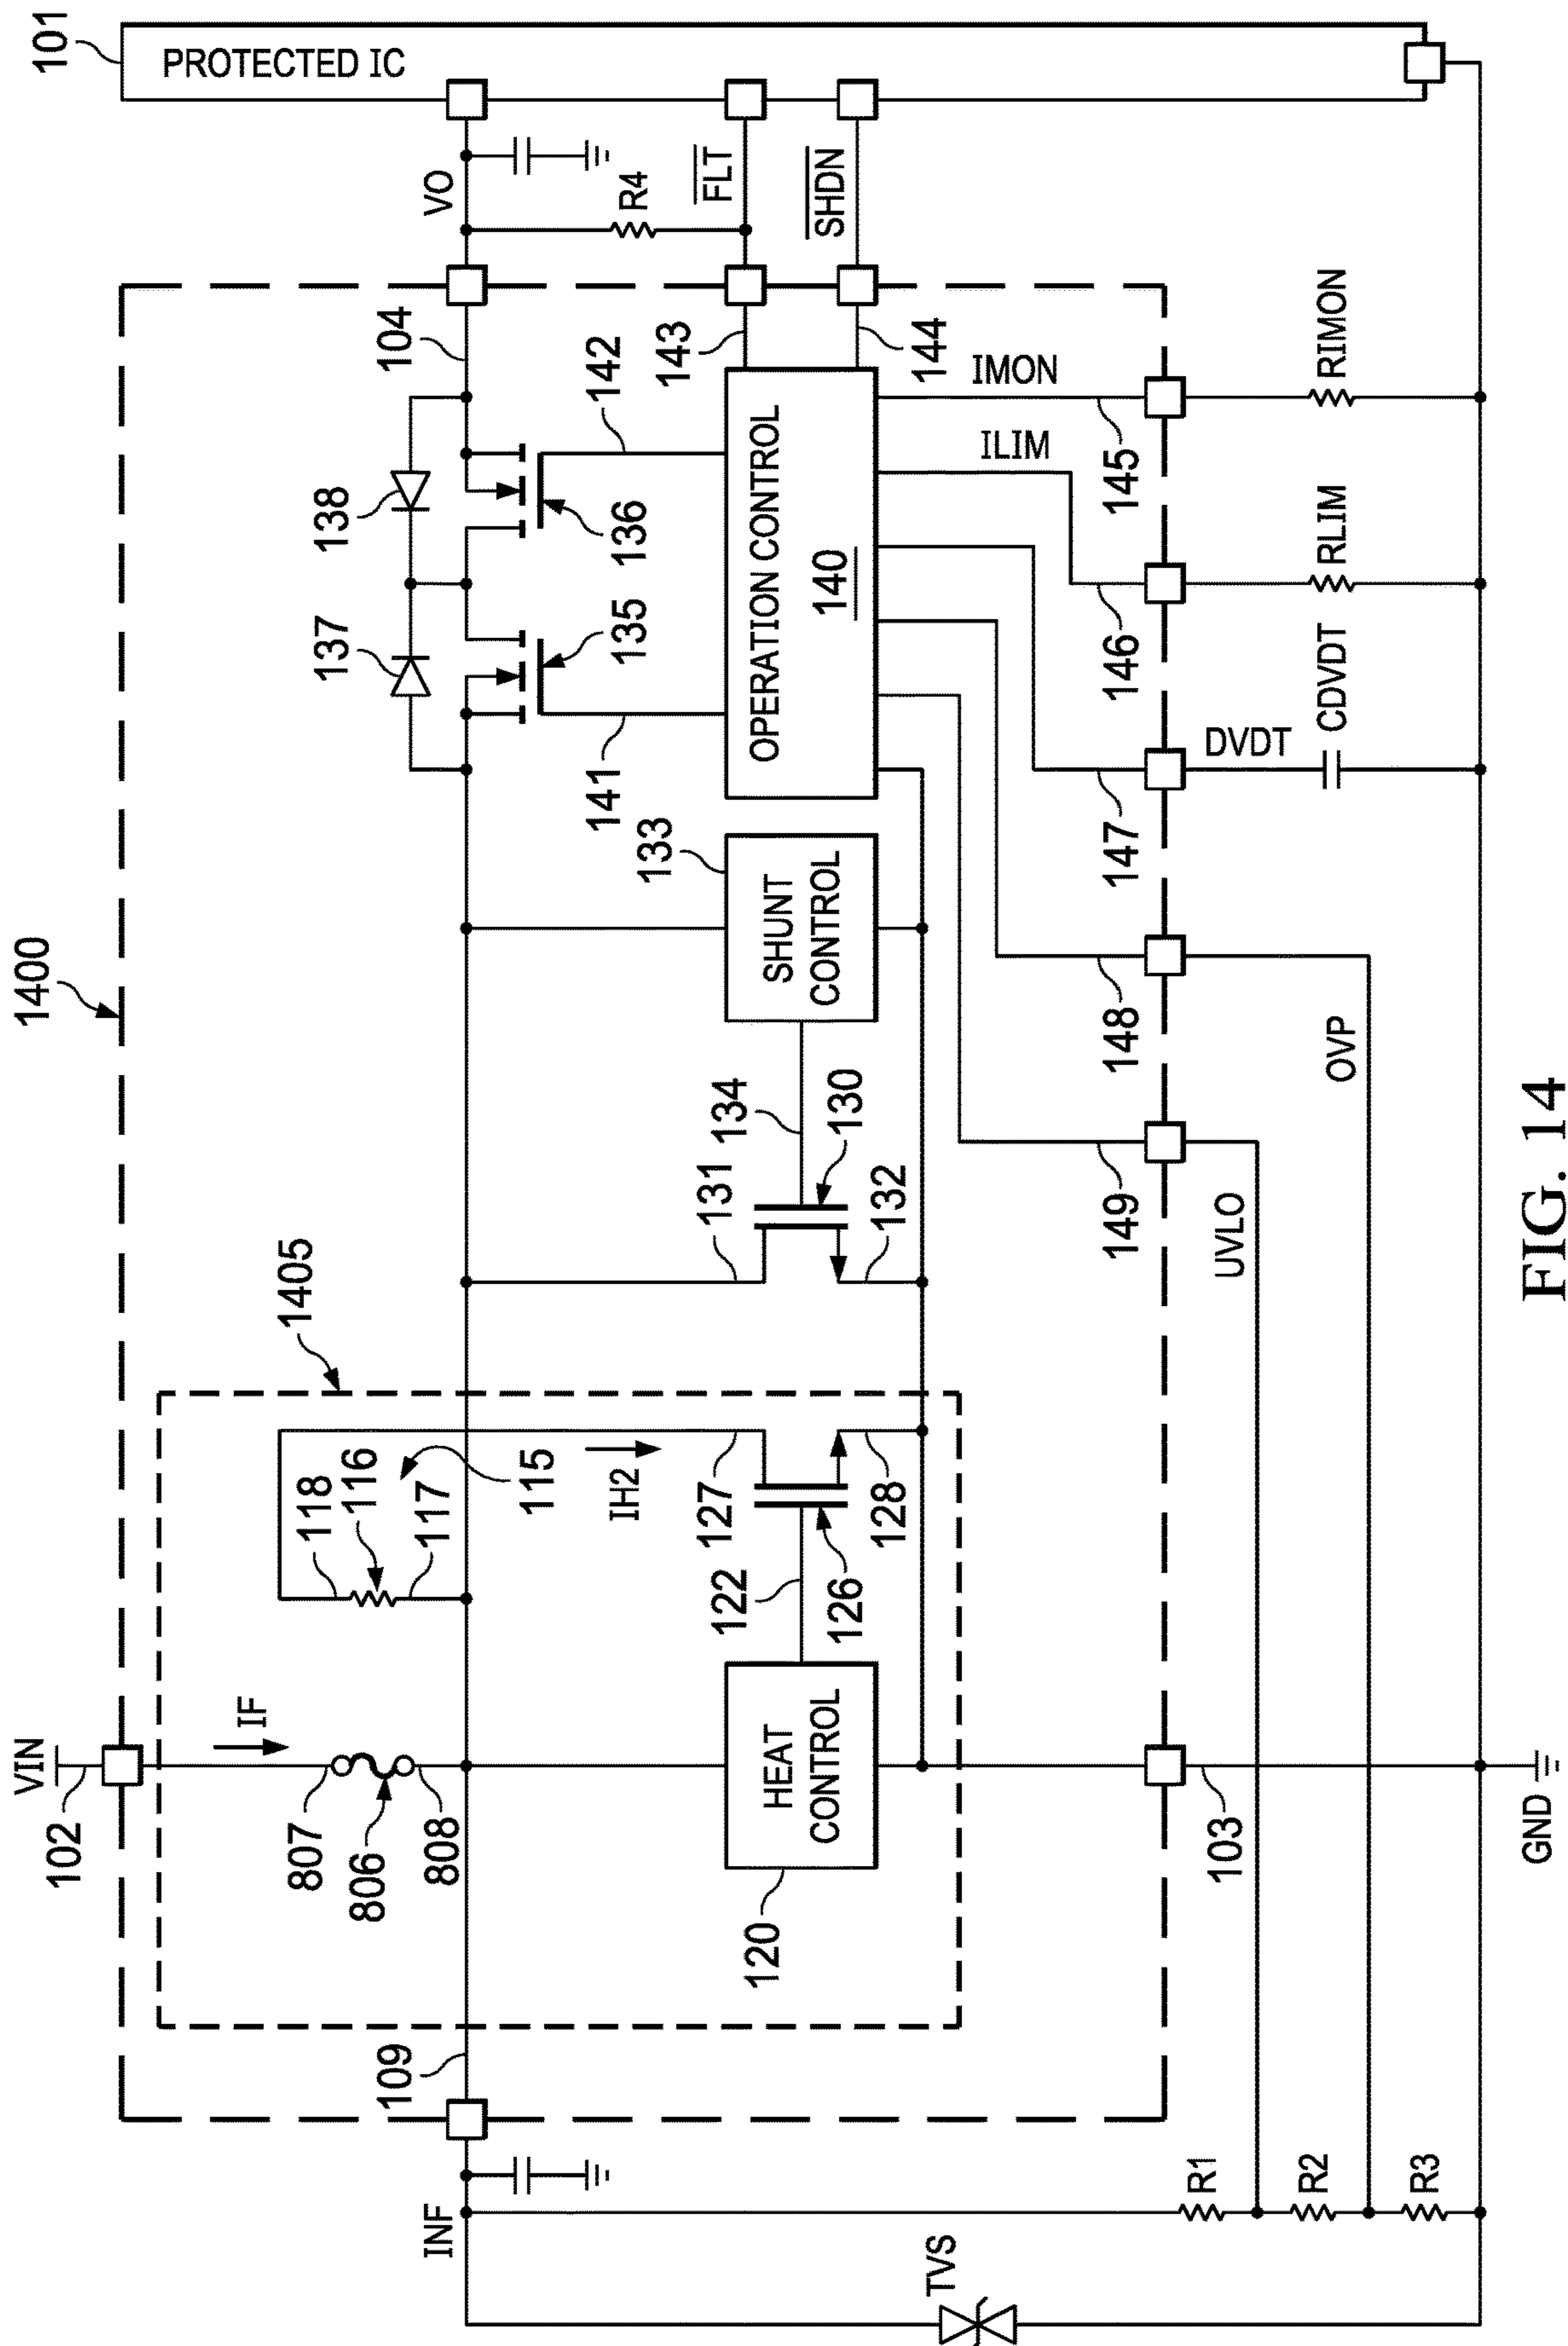 1400
VIN
102
807
IF
806
808
118
116
117
115
1405
IH2
109
INF
120
HEAT
CONTROL
122
126
127
128
131
134
130
132
133
SHUNT
CONTROL
137
138
104
135
136
141
142
OPERATION CONTROL
140
143
144
VO
R4
FLT
SHDN
PROTECTED IC
101
IMON
ILIM
145
146
147
148
149
RIMON
RLIM
CDVDT
DVDT
OVP
UVLO
103
GND
R1
R2
R3
TVS
FIG. 14